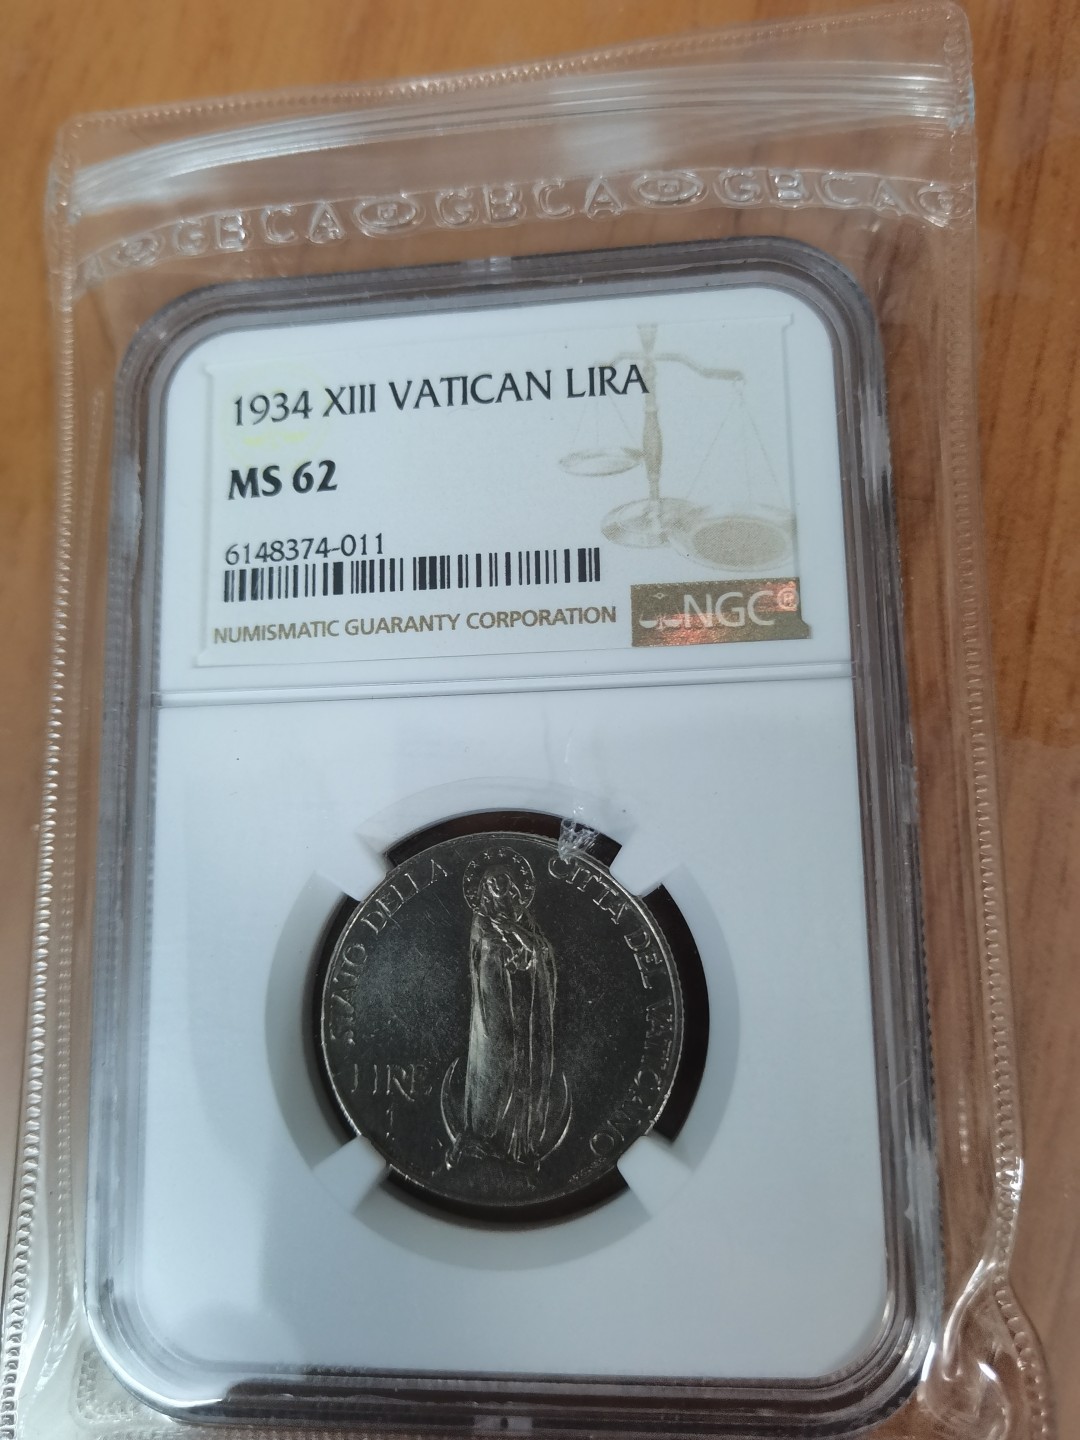 GBCA GBCA GBCA
1934 XIII VATICAN LIRA
MS 62
6148374-011
NUMISMATIC GUARANTY CORPORATION
NGC®
STATO DELLA CITTA DEL VATICANO
LIRE
1